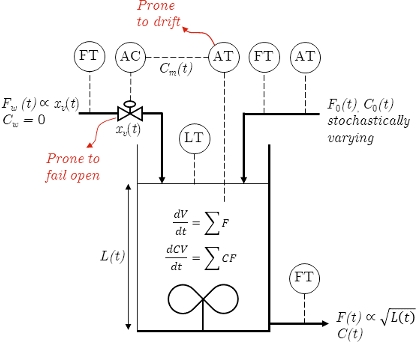 Prone
to drift
FT
AC
C_m(t)
AT
FT
AT
F_w(t) ∝ x_v(t)
C_w = 0
x_v(t)
F_0(t), C_0(t)
stochastically
varying
Prone to
fail open
LT
L(t)
dV/dt = ∑ F
dCV/dt = ∑ CF
FT
F(t) ∝ √L(t)
C(t)